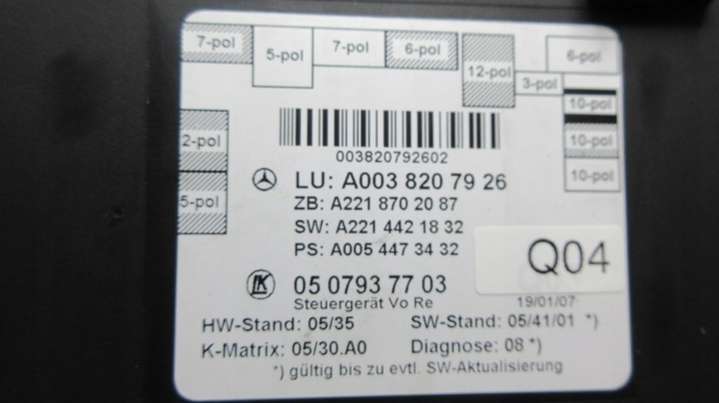 7-pol
5-pol
7-pol
6-pol
12-pol
3-pol
6-pol
10-pol
10-pol
10-pol
2-pol
5-pol
003820792602
LU: A003 820 79 26
ZB: A221 870 20 87
SW: A221 442 18 32
PS: A005 447 34 32
Q04
LK 05 0793 77 03
Steuergerät Vo Re
19/01/07
HW-Stand: 05/35 SW-Stand: 05/41/01 *)
K-Matrix: 05/30.A0 Diagnose: 08 *)
*) gültig bis zu evtl. SW-Aktualisierung